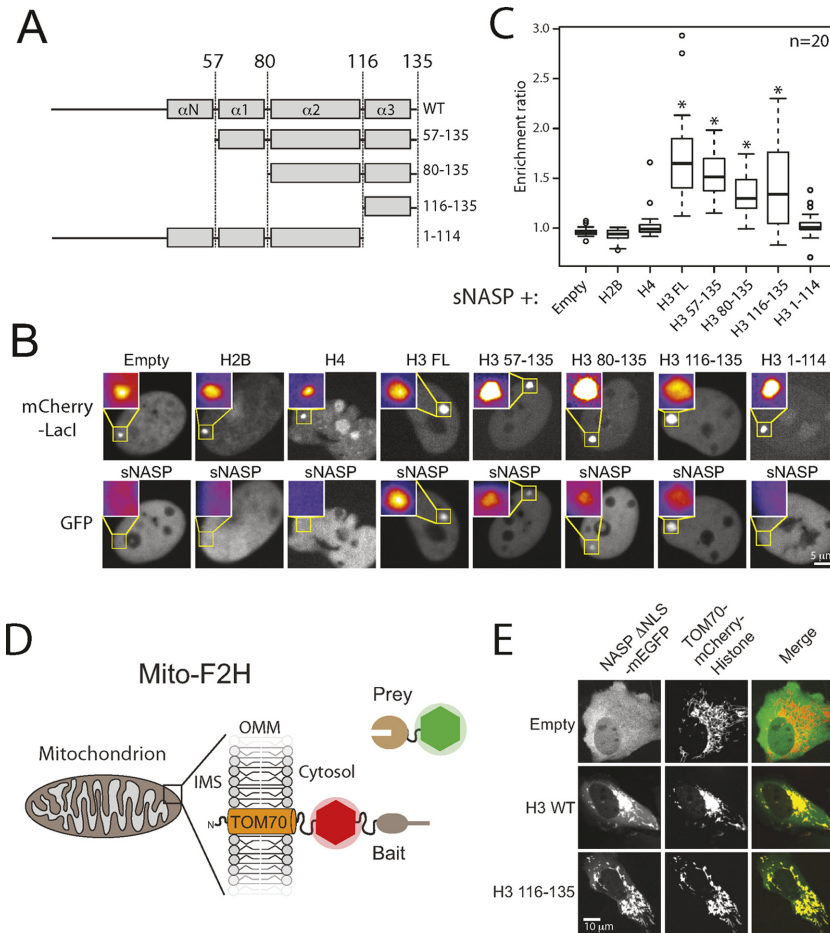 A
57 80 116 135
αN α1 α2 α3 WT
57-135
80-135
116-135
1-114
C
n=20
Enrichment ratio
3.0
2.5
2.0
1.5
1.0
sNASP +:
Empty
H2B
H4
H3 FL
H3 57-135
H3 80-135
H3 116-135
H3 1-114
* * * *
B
Empty H2B H4 H3 FL H3 57-135 H3 80-135 H3 116-135 H3 1-114
mCherry
-LacI
sNASP sNASP sNASP sNASP sNASP sNASP sNASP sNASP
GFP
5 μm
D
Mito-F2H
Mitochondrion
OMM
IMS
Cytosol
Prey
N
TOM70
Bait
E
NASP ΔNLS
-mEGFP
TOM70-
mCherry-
Histone
Merge
Empty
H3 WT
H3 116-135
10 μm